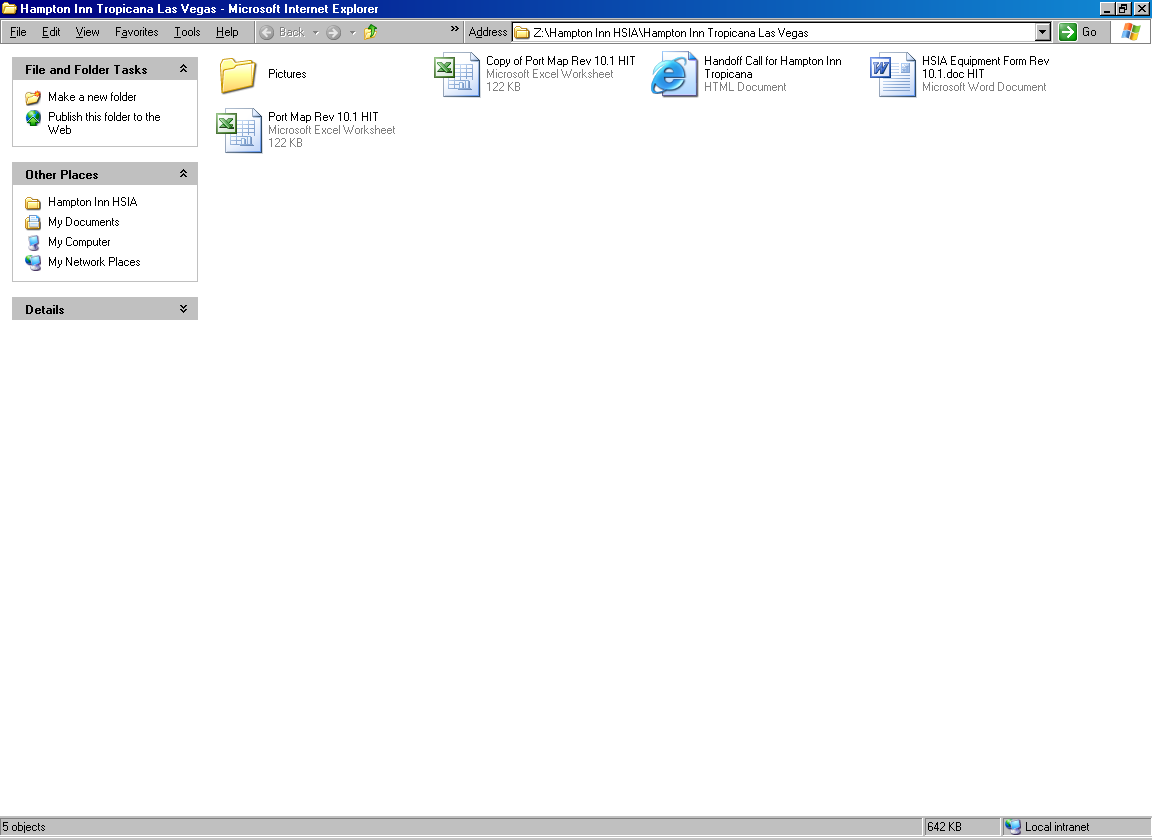 Hampton Inn Tropicana Las Vegas - Microsoft Internet Explorer
File Edit View Favorites Tools Help Back » Address Z:\Hampton Inn HSIA\Hampton Inn Tropicana Las Vegas Go
File and Folder Tasks
Make a new folder
Publish this folder to the
Web
Other Places
Hampton Inn HSIA
My Documents
My Computer
My Network Places
Details
Pictures
Copy of Port Map Rev 10.1 HIT
Microsoft Excel Worksheet
122 KB
Handoff Call for Hampton Inn
Tropicana
HTML Document
HSIA Equipment Form Rev
10.1.doc HIT
Microsoft Word Document
Port Map Rev 10.1 HIT
Microsoft Excel Worksheet
122 KB
5 objects
642 KB
Local intranet